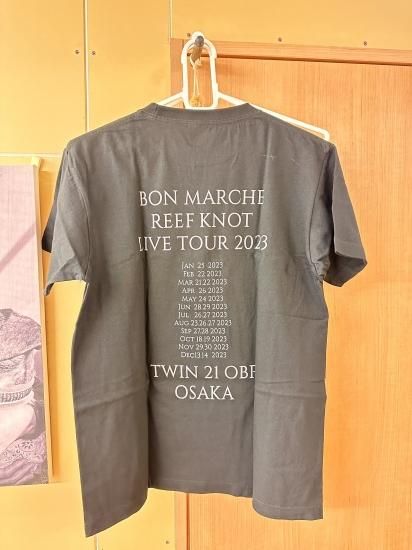 BON MARCHE
REEF KNOT
LIVE TOUR 2023
JAN 25 2023
FEB 22 2023
MAR 21.22 2023
APR 26 2023
MAY 24 2023
JUN 28.29 2023
JUL 26.27 2023
AUG 23.26.27 2023
SEP 27.28 2023
OCT 18.19 2023
NOV 29.30 2023
DEC13.14 2023
TWIN 21 OBP
OSAKA